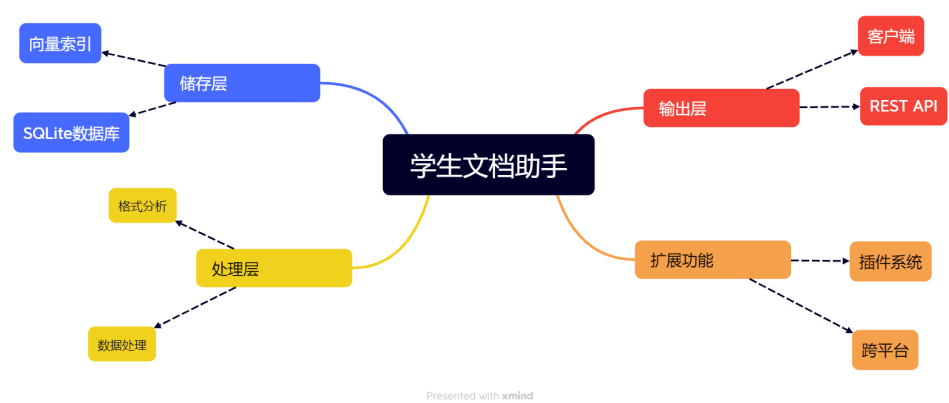 学生文档助手
储存层
向量索引
SQLite数据库
处理层
格式分析
数据处理
输出层
客户端
REST API
扩展功能
插件系统
跨平台
Presented with xmind